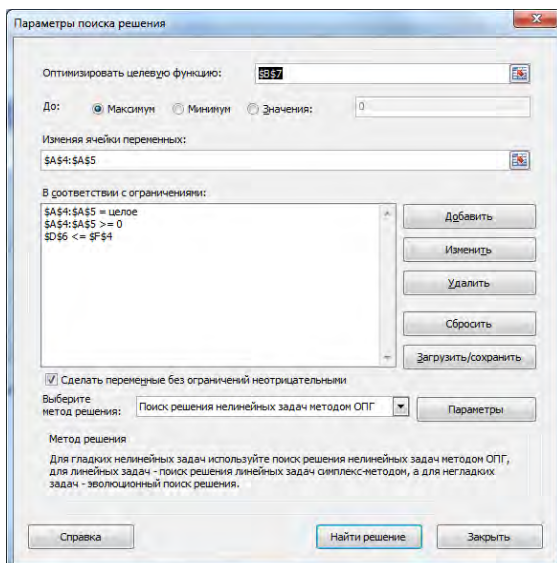 Параметры поиска решения
Оптимизировать целевую функцию: $B$7
До: Максимум Минимум Значения: 0
Изменяя ячейки переменных:
$A$4:$A$5
В соответствии с ограничениями:
$A$4:$A$5 = целое
$A$4:$A$5 >= 0
$D$6 <= $F$4
Добавить
Изменить
Удалить
Сбросить
Загрузить/сохранить
Сделать переменные без ограничений неотрицательными
Выберите
метод решения: Поиск решения нелинейных задач методом ОПГ Параметры
Метод решения
Для гладких нелинейных задач используйте поиск решения нелинейных задач методом ОПГ,
для линейных задач - поиск решения линейных задач симплекс-методом, а для негладких
задач - эволюционный поиск решения.
Справка Найти решение Закрыть